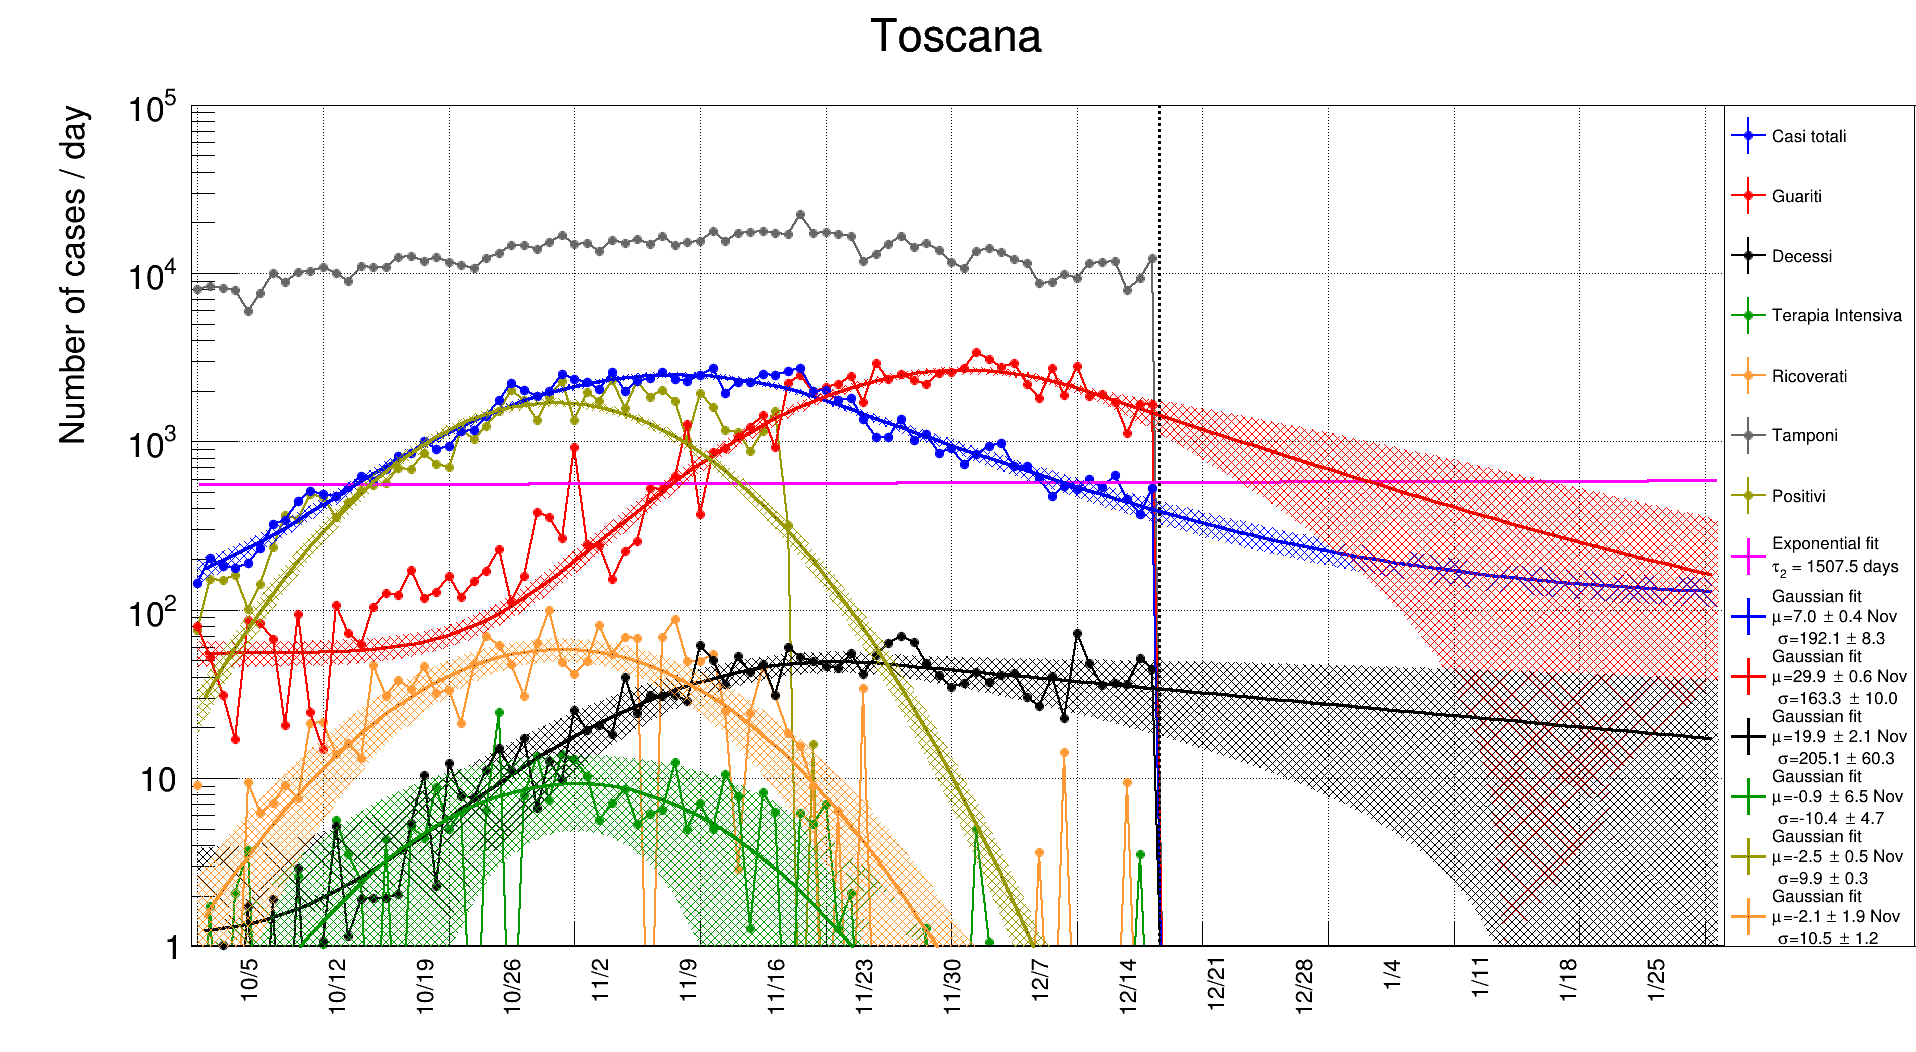 Toscana
Number of cases / day
10^5
10^4
10^3
10^2
10
1
10/5
10/12
10/19
10/26
11/2
11/9
11/16
11/23
11/30
12/7
12/14
12/21
12/28
1/4
1/11
1/18
1/25
Casi totali
Guariti
Decessi
Terapia Intensiva
Ricoverati
Tamponi
Positivi
Exponential fit
τ₂ = 1507.5 days
Gaussian fit
μ=7.0 ± 0.4 Nov
σ=192.1 ± 8.3
Gaussian fit
μ=29.9 ± 0.6 Nov
σ=163.3 ± 10.0
Gaussian fit
μ=19.9 ± 2.1 Nov
σ=205.1 ± 60.3
Gaussian fit
μ=-0.9 ± 6.5 Nov
σ=-10.4 ± 4.7
Gaussian fit
μ=-2.5 ± 0.5 Nov
σ=9.9 ± 0.3
Gaussian fit
μ=-2.1 ± 1.9 Nov
σ=10.5 ± 1.2